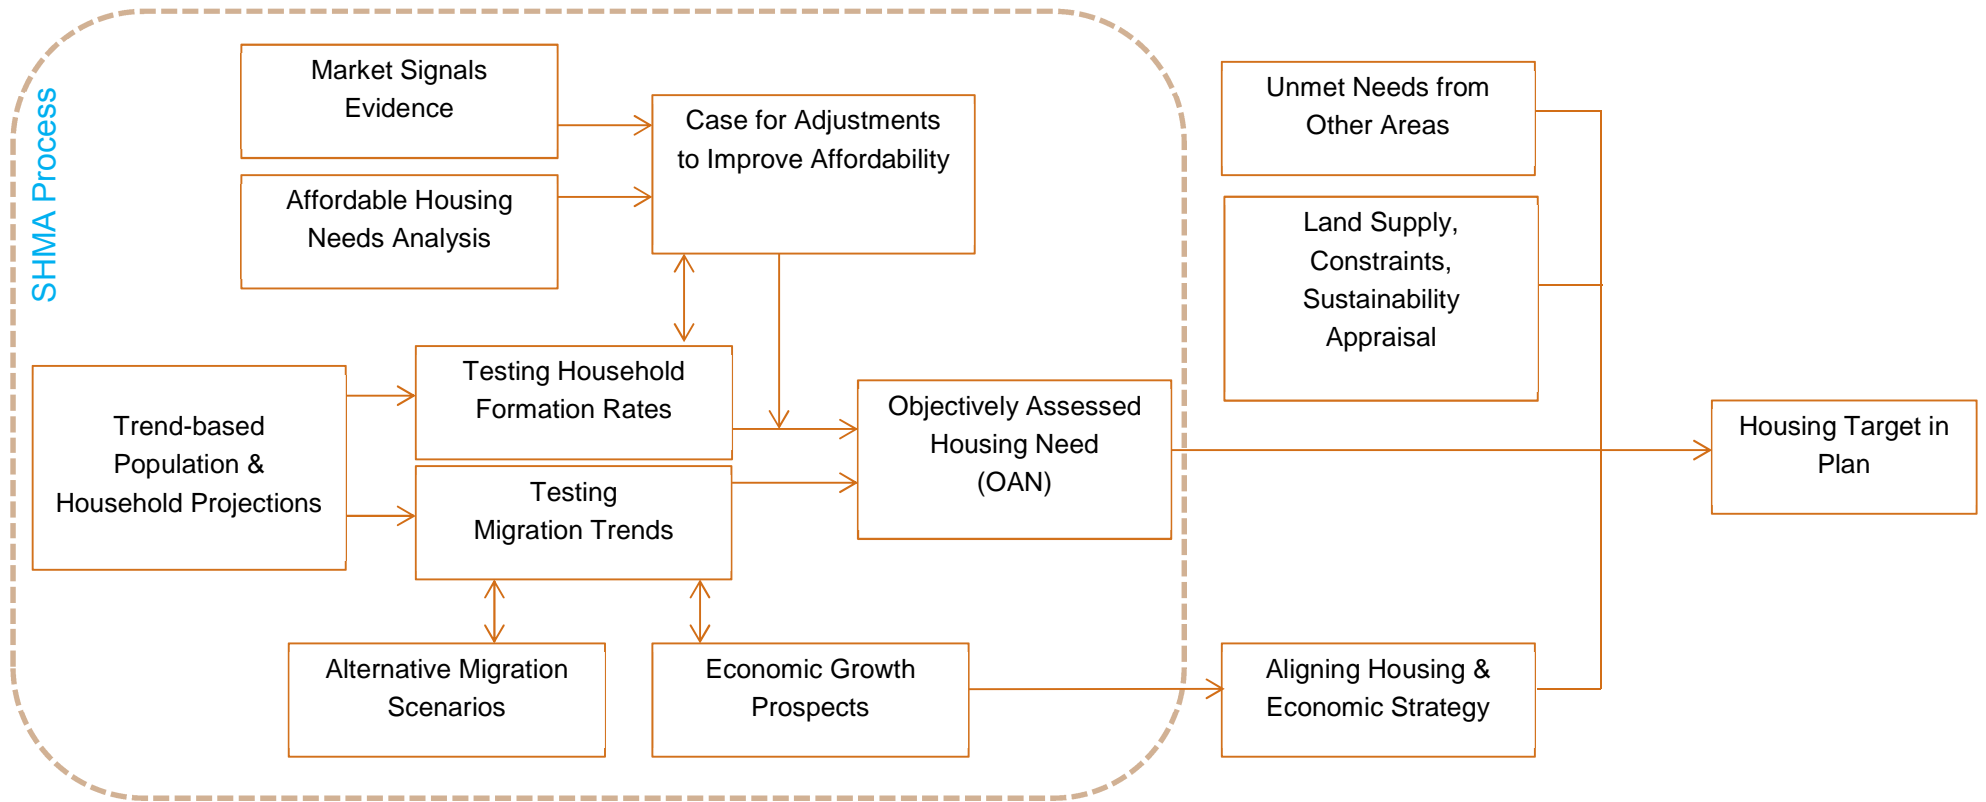 SHMA Process
Market Signals
Evidence
Affordable Housing
Needs Analysis
Case for Adjustments
to Improve Affordability
Trend-based
Population &
Household Projections
Testing Household
Formation Rates
Testing
Migration Trends
Alternative Migration
Scenarios
Economic Growth
Prospects
Objectively Assessed
Housing Need
(OAN)
Unmet Needs from
Other Areas
Land Supply,
Constraints,
Sustainability
Appraisal
Aligning Housing &
Economic Strategy
Housing Target in
Plan